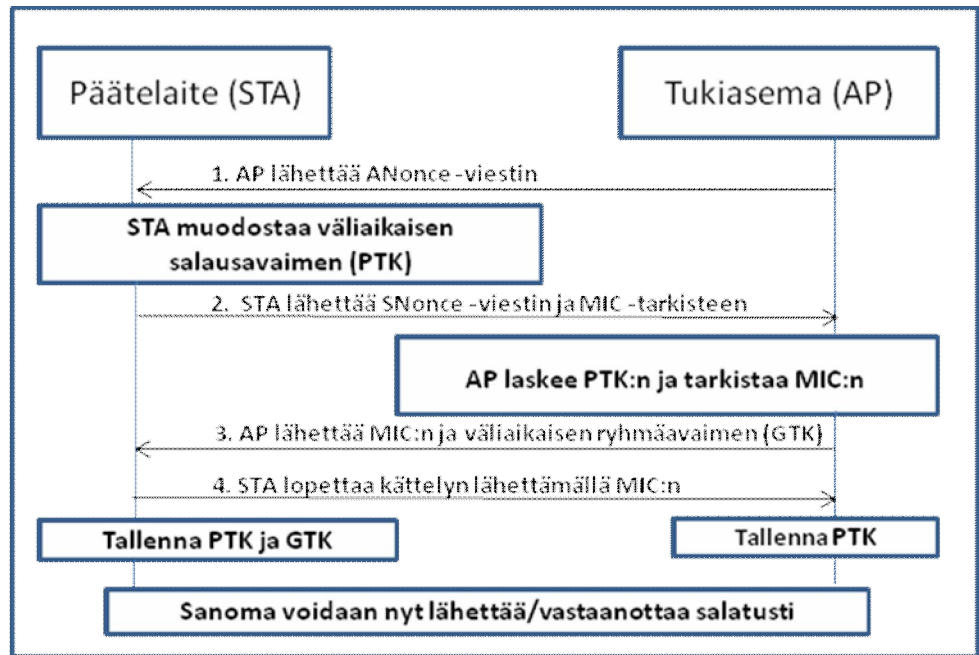 Päätelaite (STA)
Tukiasema (AP)
1. AP lähettää ANonce -viestin
STA muodostaa väliaikaisen
salausavaimen (PTK)
2. STA lähettää SNonce -viestin ja MIC -tarkisteen
AP laskee PTK:n ja tarkistaa MIC:n
3. AP lähettää MIC:n ja väliaikaisen ryhmäavaimen (GTK)
4. STA lopettaa kättelyn lähettämällä MIC:n
Tallenna PTK ja GTK
Tallenna PTK
Sanoma voidaan nyt lähettää/vastaanottaa salatusti